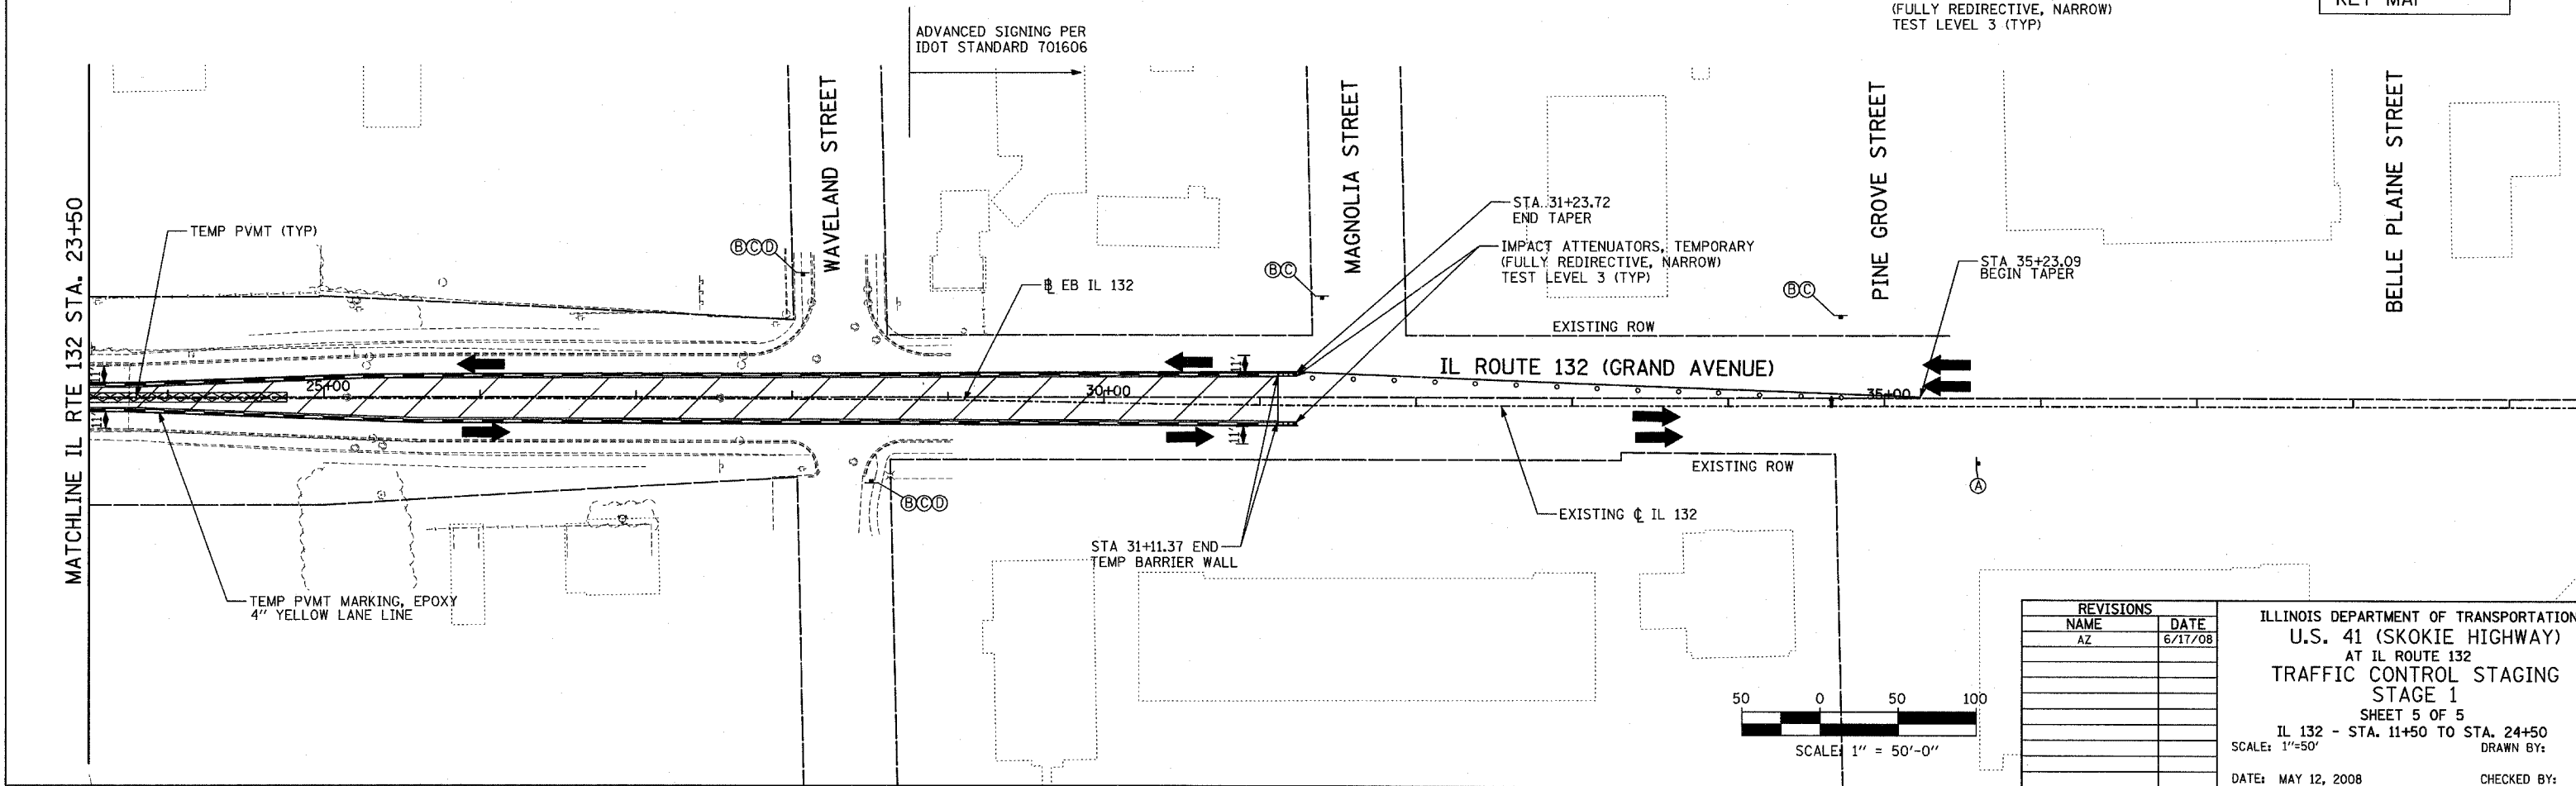 (FULLY REDIRECTIVE, NARROW)
TEST LEVEL 3 (TYP)
ADVANCED SIGNING PER
IDOT STANDARD 701606
WAVELAND STREET
MAGNOLIA STREET
PINE GROVE STREET
BELLE PLAINE STREET
MATCHLINE IL RTE 132 STA. 23+50
TEMP PVMT (TYP)
BCD
℄ EB IL 132
BC
STA. 31+23.72
END TAPER
IMPACT ATTENUATORS, TEMPORARY
(FULLY REDIRECTIVE, NARROW)
TEST LEVEL 3 (TYP)
BC
STA 35+23.09
BEGIN TAPER
EXISTING ROW
IL ROUTE 132 (GRAND AVENUE)
11'
11'
25+00
30+00
35+00
11'
11'
EXISTING ROW
A
BCD
EXISTING ℄ IL 132
STA 31+11.37 END
TEMP BARRIER WALL
TEMP PVMT MARKING, EPOXY
4" YELLOW LANE LINE
50 0 50 100
SCALE: 1" = 50'-0"
REVISIONS
NAME DATE
AZ 6/17/08
ILLINOIS DEPARTMENT OF TRANSPORTATION
U.S. 41 (SKOKIE HIGHWAY)
AT IL ROUTE 132
TRAFFIC CONTROL STAGING
STAGE 1
SHEET 5 OF 5
IL 132 - STA. 11+50 TO STA. 24+50
SCALE: 1"=50' DRAWN BY:
DATE: MAY 12, 2008 CHECKED BY: